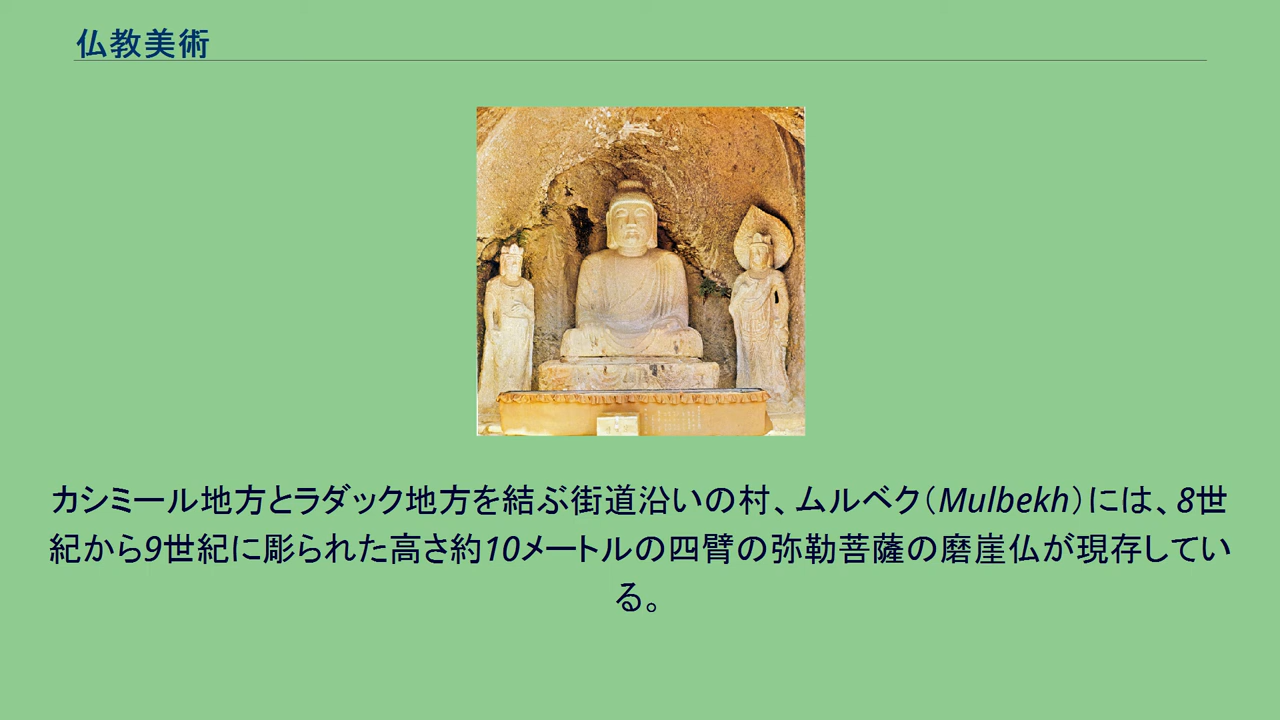 仏教美術
カシミール地方とラダック地方を結ぶ街道沿いの村、ムルベク（Mulbekh）には、8世
紀から9世紀に彫られた高さ約10メートルの四臂の弥勒菩薩の磨崖仏が現存してい
る。